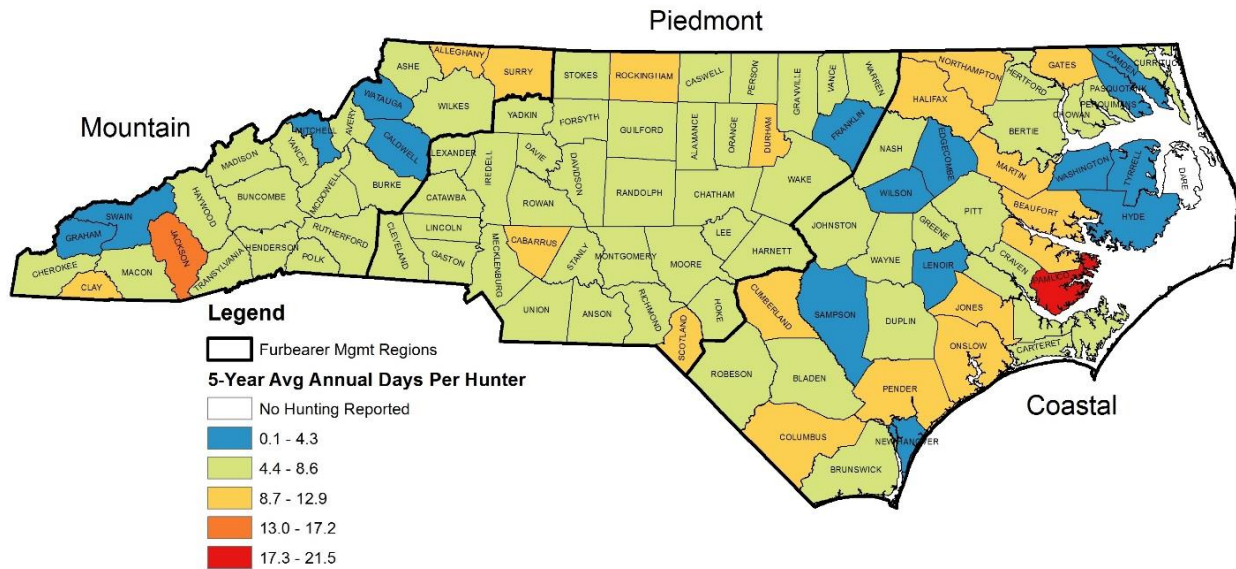 Piedmont
Mountain
Coastal
ALLEGHANY
ASHE
SURRY
STOKES
ROCKINGHAM
CASWELL
PERSON
GRANVILLE
VANCE
WARREN
NORTHAMPTON
HERTFORD
GATES
CAMDEN
CURRITUCK
PASQUOTANK
PERQUIMANS
CHOWAN
HALIFAX
WATAUGA
WILKES
YADKIN
FORSYTH
GUILFORD
ALAMANCE
ORANGE
DURHAM
FRANKLIN
NASH
EDGECOMBE
BERTIE
MARTIN
WASHINGTON
TYRRELL
DARE
MITCHELL
AVERY
CALDWELL
ALEXANDER
IREDELL
DAVIE
DAVIDSON
RANDOLPH
CHATHAM
WAKE
WILSON
PITT
BEAUFORT
HYDE
MADISON
YANCEY
MCDOWELL
BURKE
CATAWBA
ROWAN
LEE
JOHNSTON
GREENE
WAYNE
LENOIR
CRAVEN
PAMLICO
SWAIN
HAYWOOD
BUNCOMBE
RUTHERFORD
CLEVELAND
LINCOLN
GASTON
MECKLENBURG
CABARRUS
STANLY
MONTGOMERY
MOORE
HARNETT
GRAHAM
JACKSON
HENDERSON
POLK
TRANSYLVANIA
CHEROKEE
MACON
CLAY
UNION
ANSON
RICHMOND
HOKE
SCOTLAND
CUMBERLAND
SAMPSON
DUPLIN
JONES
ONSLOW
CARTERET
ROBESON
BLADEN
PENDER
COLUMBUS
NEW HANOVER
BRUNSWICK
Legend
Furbearer Mgmt Regions
5-Year Avg Annual Days Per Hunter
No Hunting Reported
0.1 - 4.3
4.4 - 8.6
8.7 - 12.9
13.0 - 17.2
17.3 - 21.5